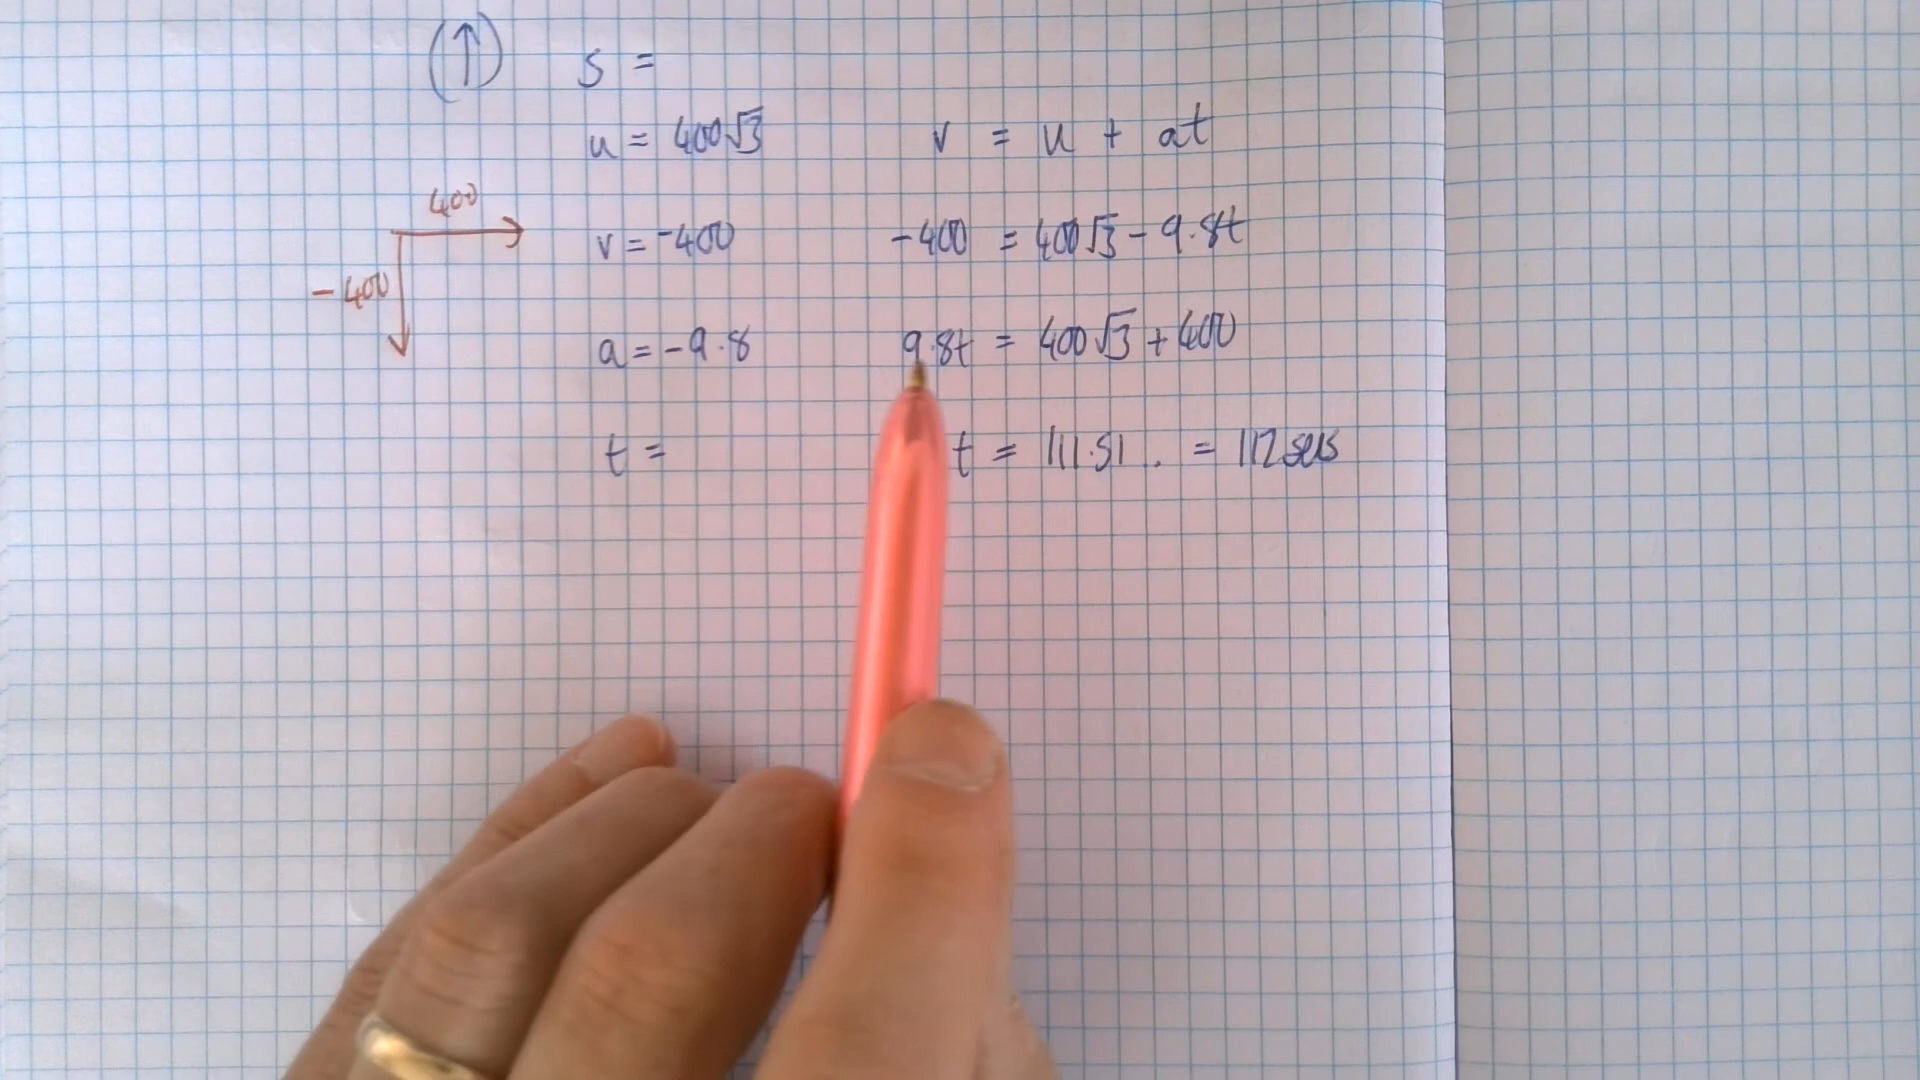 (↑) s =
u = 400√3 v = u + at
400
v = -400 -400 = 400√3 - 9.8t
-400
a = -9.8 9.8t = 400√3 + 400
t = t = 111.51.. = 112 secs